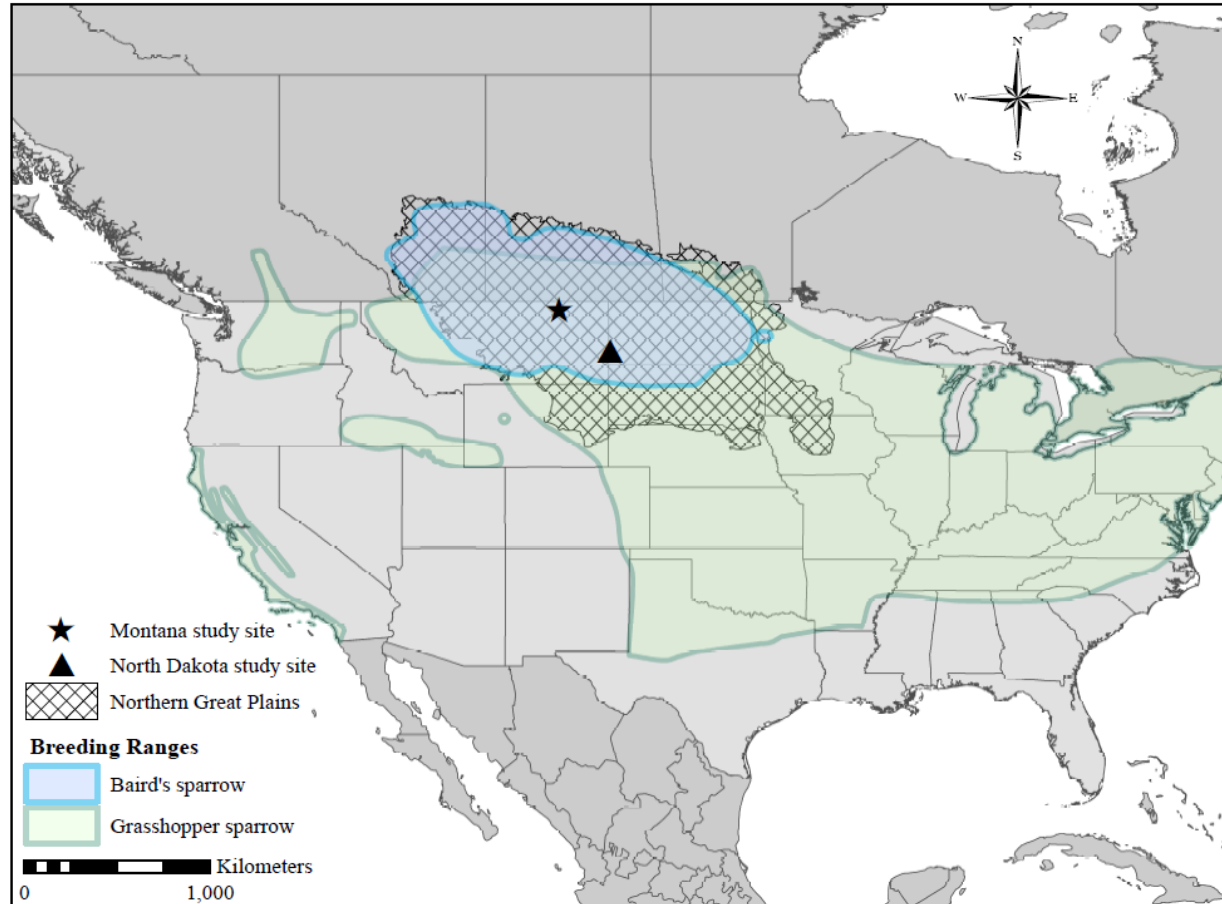 N
W E
S
Montana study site
North Dakota study site
Northern Great Plains
Breeding Ranges
Baird's sparrow
Grasshopper sparrow
Kilometers
0 1,000